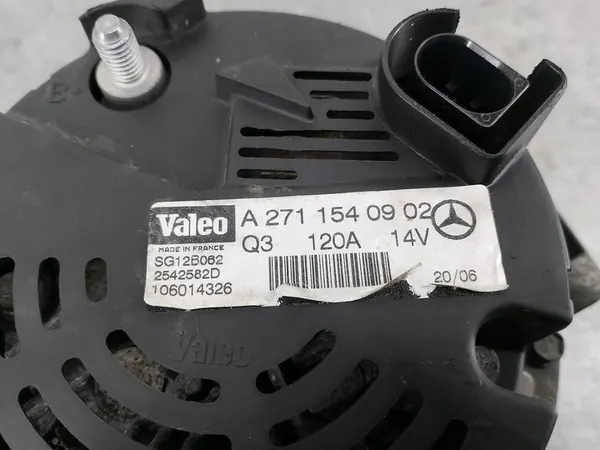 B+
Valeo A 271 154 09 02
MADE IN FRANCE Q3 120A 14V
SG12B062
2542582D
106014326 20/06
Valeo